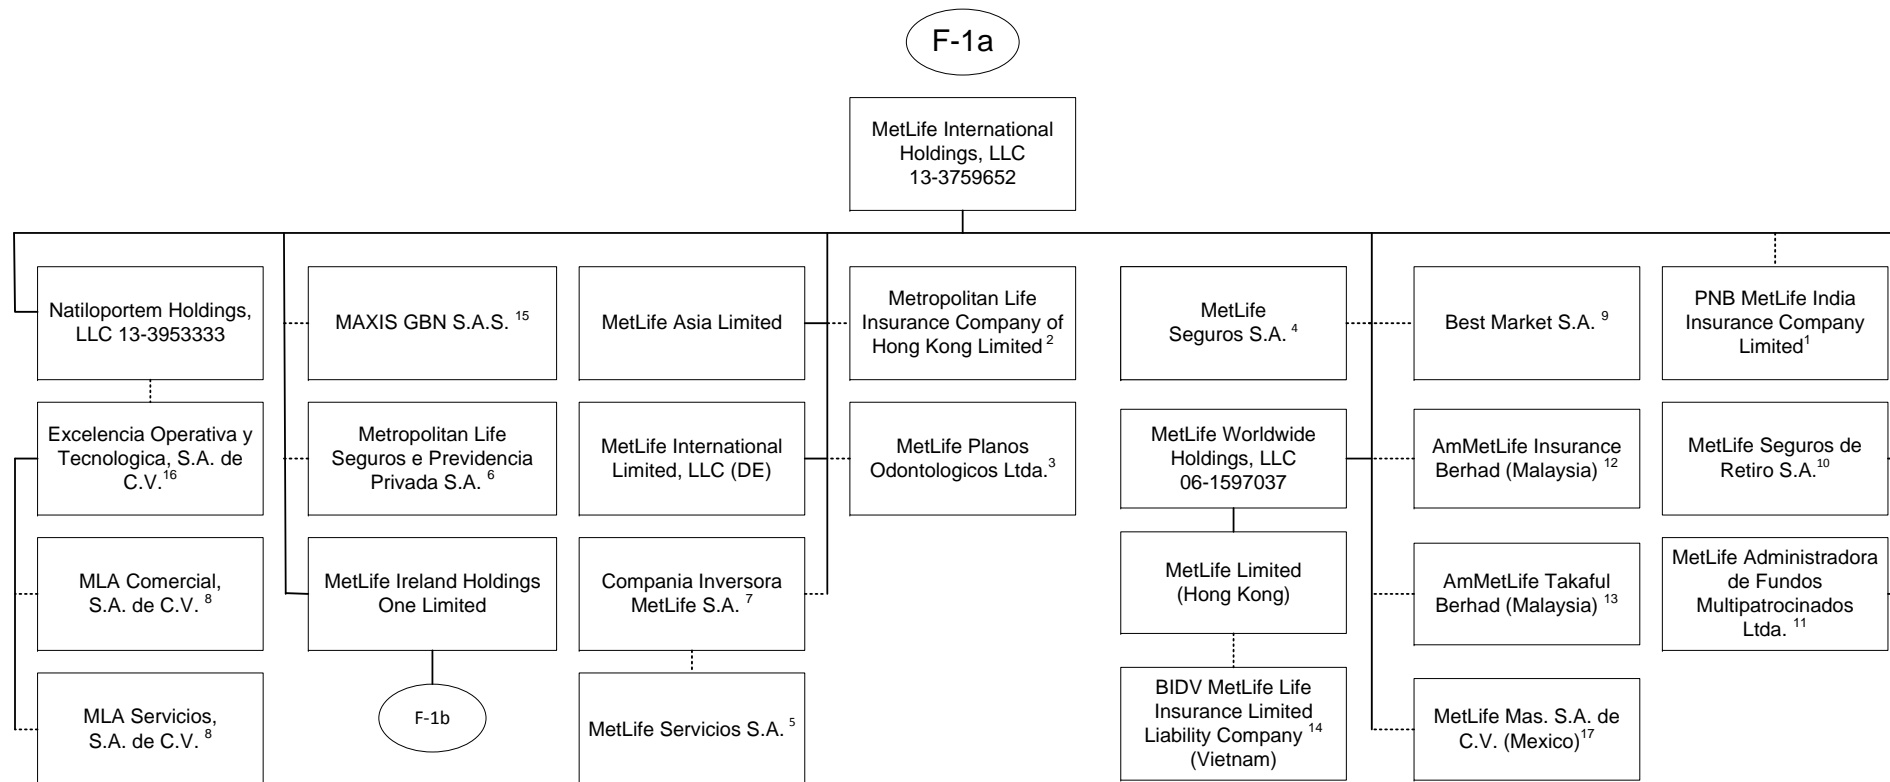 F-1a
MetLife International
Holdings, LLC
13-3759652
Natiloportem Holdings,
LLC 13-3953333
MAXIS GBN S.A.S. 15
MetLife Asia Limited
Metropolitan Life
Insurance Company of
Hong Kong Limited 2
MetLife
Seguros S.A. 4
Best Market S.A. 9
PNB MetLife India
Insurance Company
Limited1
Excelencia Operativa y
Tecnologica, S.A. de
C.V.16
Metropolitan Life
Seguros e Previdencia
Privada S.A. 6
MetLife International
Limited, LLC (DE)
MetLife Planos
Odontologicos Ltda.3
MetLife Worldwide
Holdings, LLC
06-1597037
AmMetLife Insurance
Berhad (Malaysia) 12
MetLife Seguros de
Retiro S.A.10
MLA Comercial,
S.A. de C.V. 8
MetLife Ireland Holdings
One Limited
Compania Inversora
MetLife S.A. 7
MetLife Limited
(Hong Kong)
AmMetLife Takaful
Berhad (Malaysia) 13
MetLife Administradora
de Fundos
Multipatrocinados
Ltda. 11
MLA Servicios,
S.A. de C.V. 8
F-1b
MetLife Servicios S.A. 5
BIDV MetLife Life
Insurance Limited
Liability Company 14
(Vietnam)
MetLife Mas. S.A. de
C.V. (Mexico)17